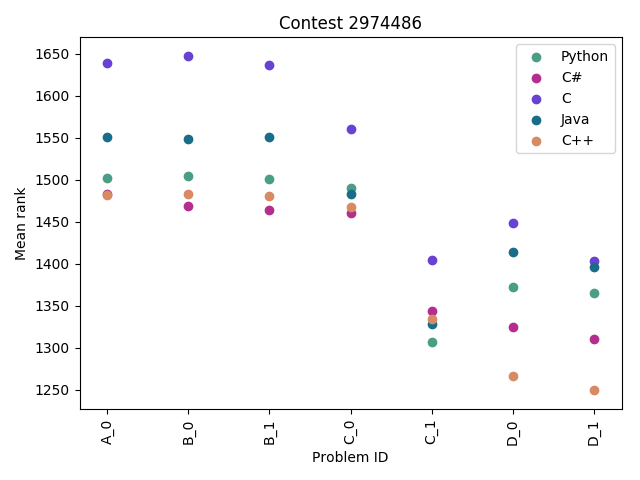 Contest 2974486
Python
C#
C
Java
C++
Mean rank
1650
1600
1550
1500
1450
1400
1350
1300
1250
A_0
B_0
B_1
C_0
C_1
D_0
D_1
Problem ID